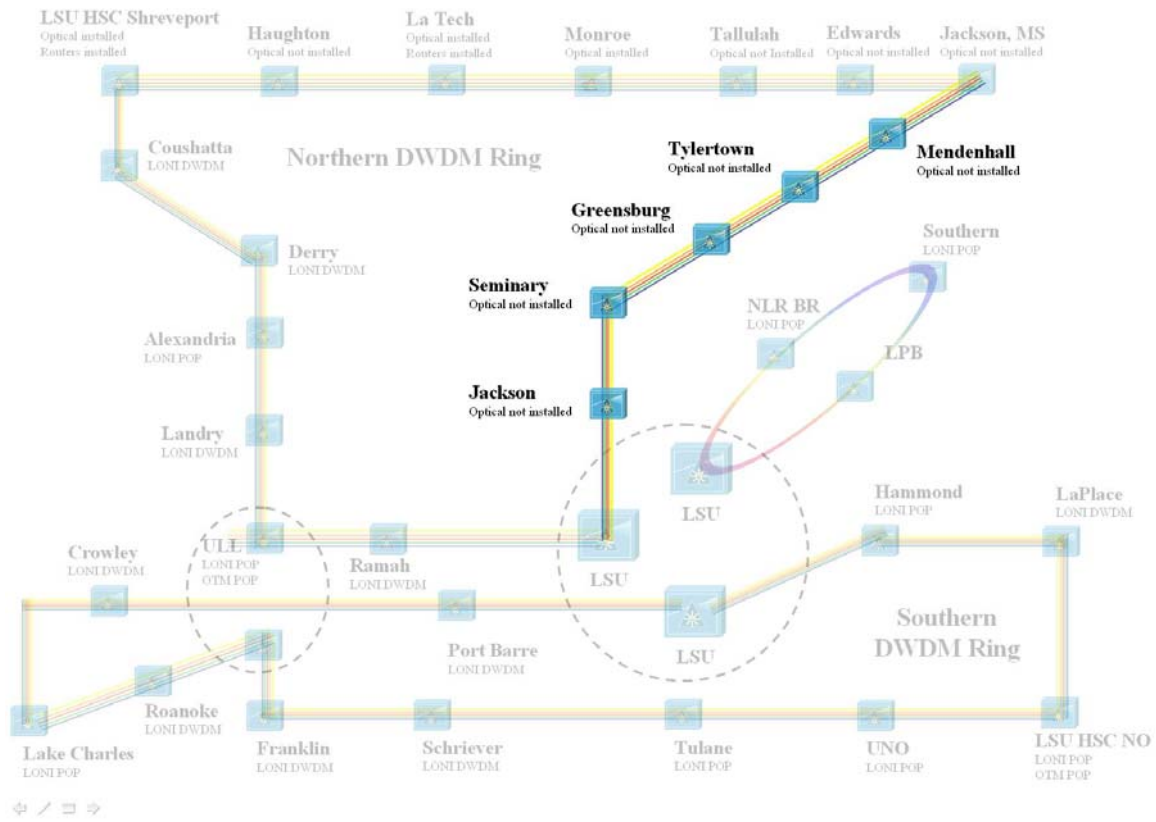 LSU HSC Shreveport
Optical installed
Routers installed
Haughton
Optical not installed
La Tech
Optical installed
Routers installed
Monroe
Optical not installed
Tallulah
Optical not Installed
Edwards
Optical not installed
Jackson, MS
Optical not installed
Coushatta
LONI DWDM
Northern DWDM Ring
Tylertown
Optical not installed
Mendenhall
Optical not installed
Greensburg
Optical not installed
Derry
LONI DWDM
Southern
LONI POP
Seminary
Optical not installed
NLR BR
LONI POP
Alexandria
LONI POP
LPB
Jackson
Optical not installed
Landry
LONI DWDM
LSU
Hammond
LONI POP
LaPlace
LONI DWDM
ULL
LONI POP
OTM POP
Ramah
LONI DWDM
LSU
Crowley
LONI DWDM
Port Barre
LONI DWDM
LSU
Southern
DWDM Ring
Roanoke
LONI DWDM
Lake Charles
LONI POP
Franklin
LONI DWDM
Schriever
LONI DWDM
Tulane
LONI POP
UNO
LONI POP
LSU HSC NO
LONI POP
OTM POP